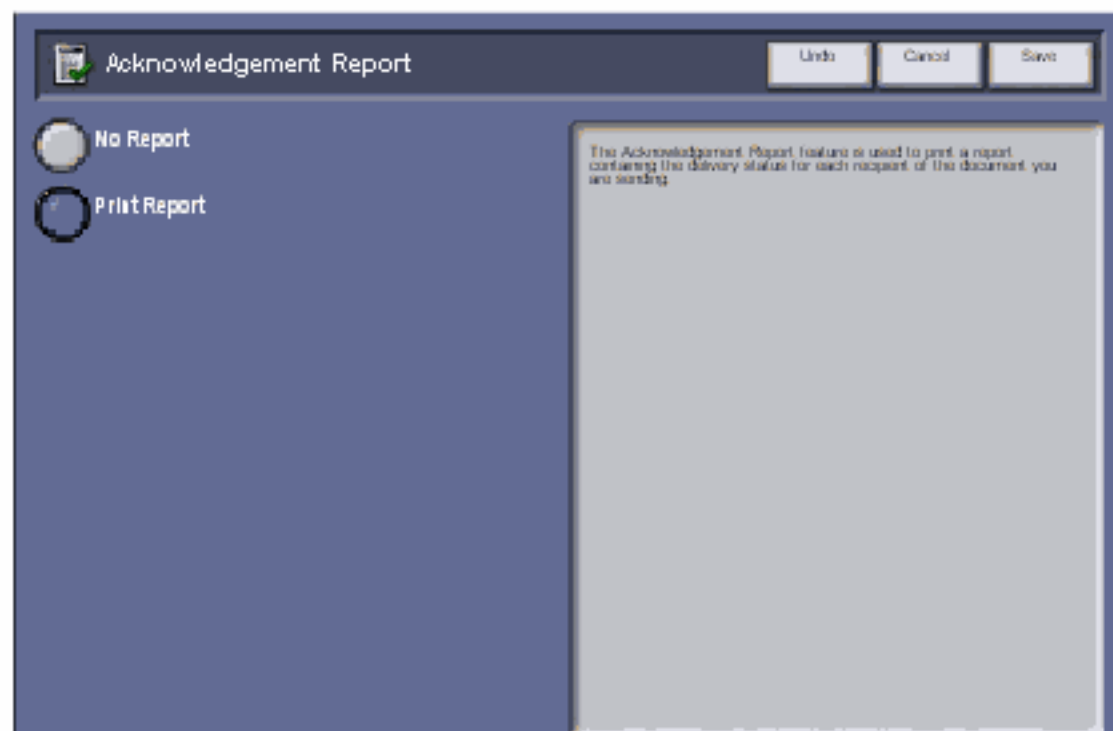 Acknowledgement Report
Undo
Cancel
Save
No Report
Print Report
The Acknowledgement Report feature is used to print a report
containing the delivery status for each recipient of the document you
are sending